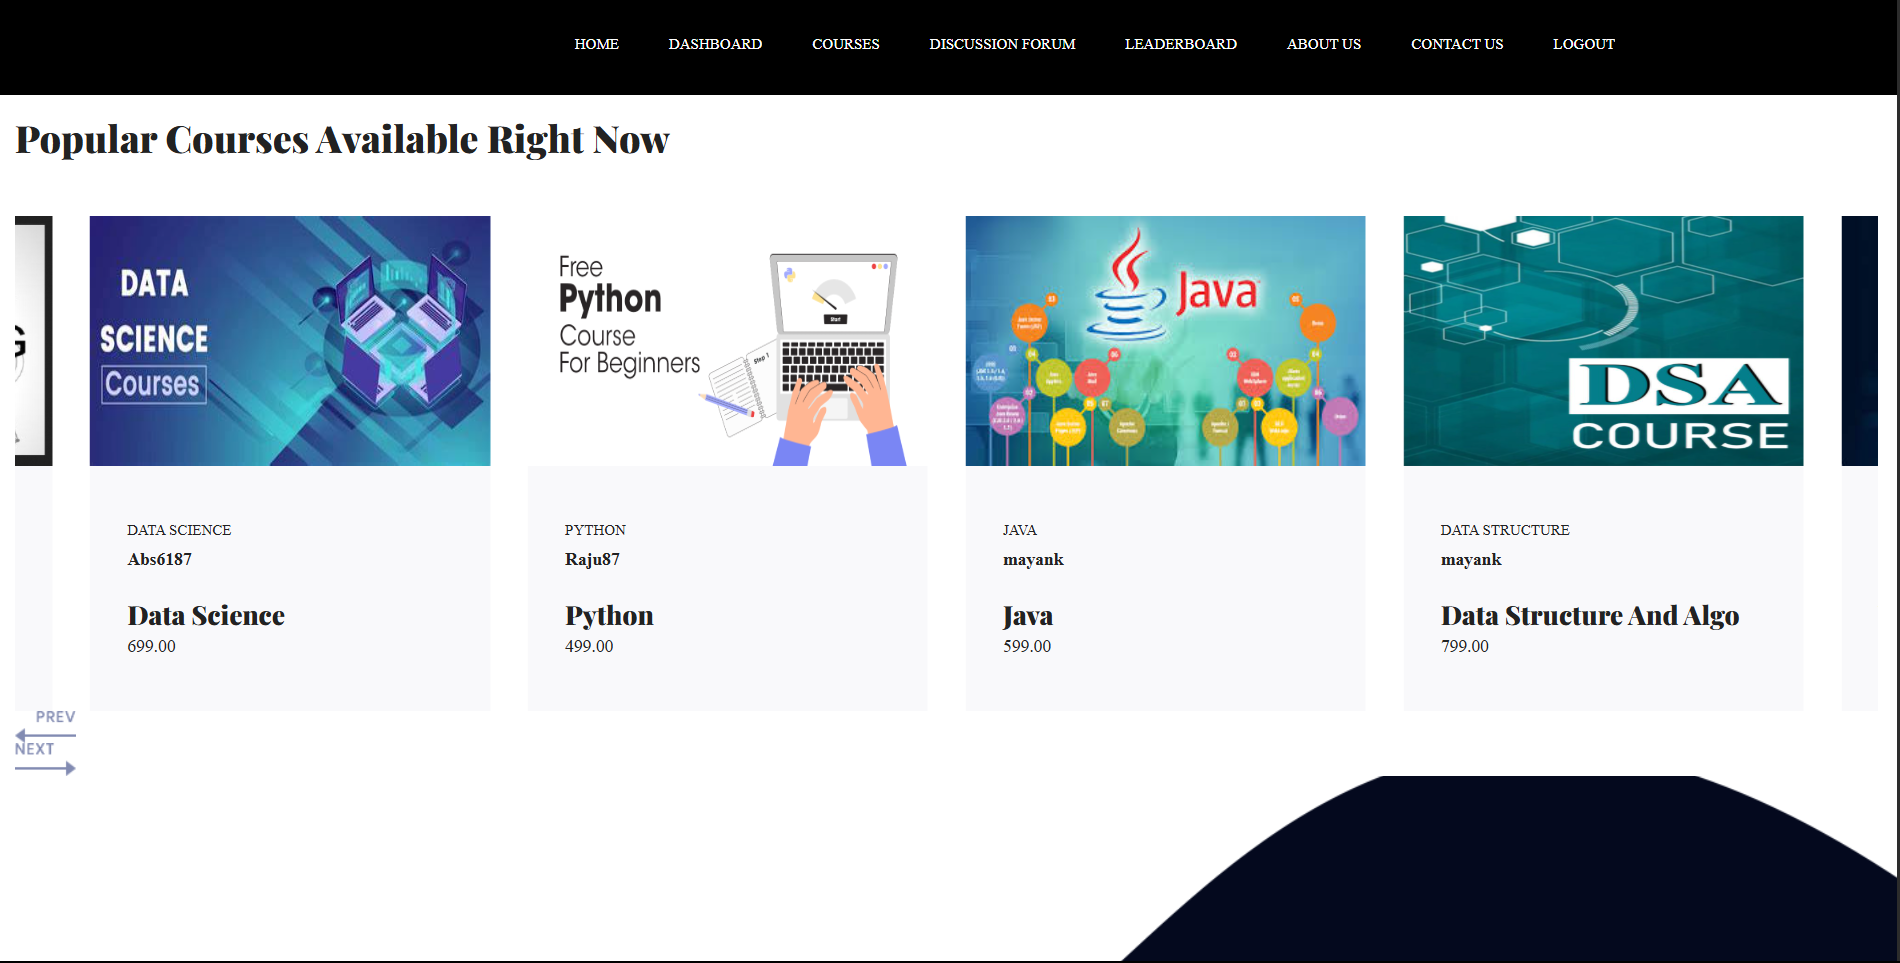 HOME DASHBOARD COURSES DISCUSSION FORUM LEADERBOARD ABOUT US CONTACT US LOGOUT
Popular Courses Available Right Now
G
DATA
SCIENCE
Courses
Free
Python
Course
For Beginners
Start
Step 1
Java
DSA
COURSE
DATA SCIENCE
Abs6187
Data Science
699.00
PYTHON
Raju87
Python
499.00
JAVA
mayank
Java
599.00
DATA STRUCTURE
mayank
Data Structure And Algo
799.00
PREV
NEXT